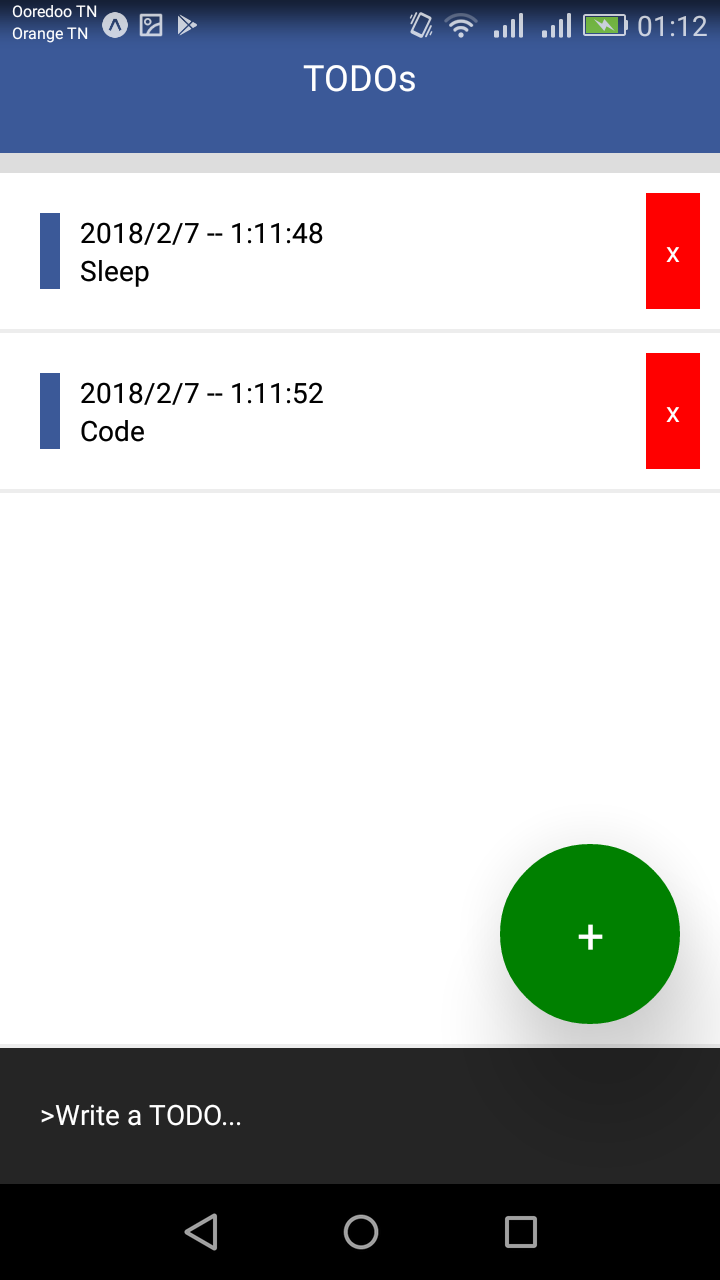 Ooredoo TN
Orange TN
01:12
TODOs
2018/2/7 -- 1:11:48
Sleep
x
2018/2/7 -- 1:11:52
Code
x
+
>Write a TODO...